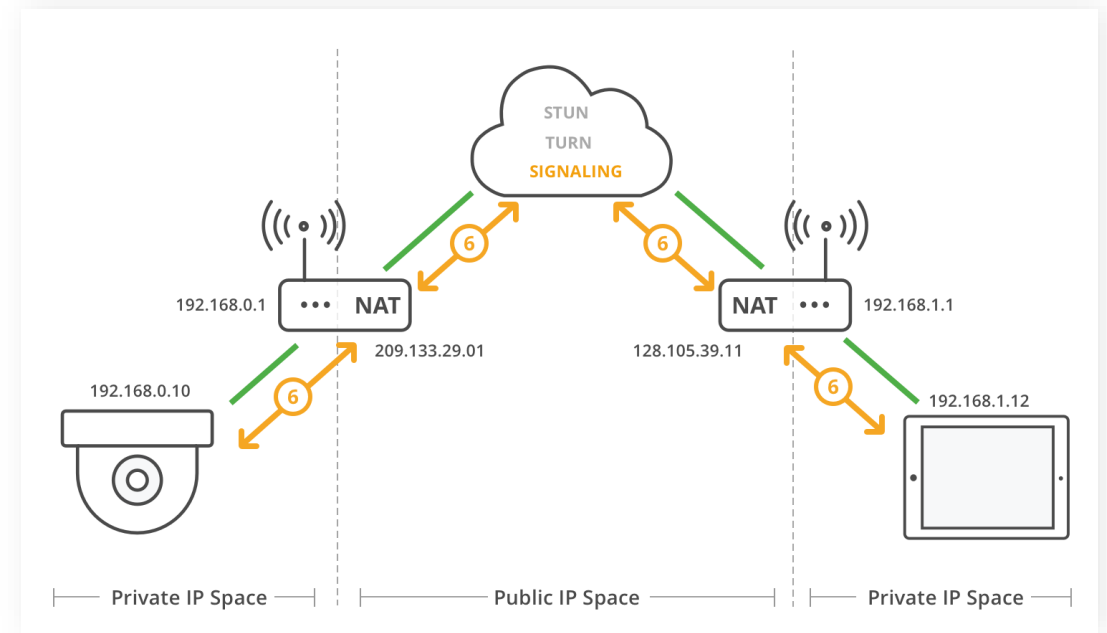 STUN
TURN
SIGNALING
6
6
192.168.0.1
NAT
NAT
192.168.1.1
209.133.29.01
128.105.39.11
192.168.0.10
6
6
192.168.1.12
Private IP Space
Public IP Space
Private IP Space